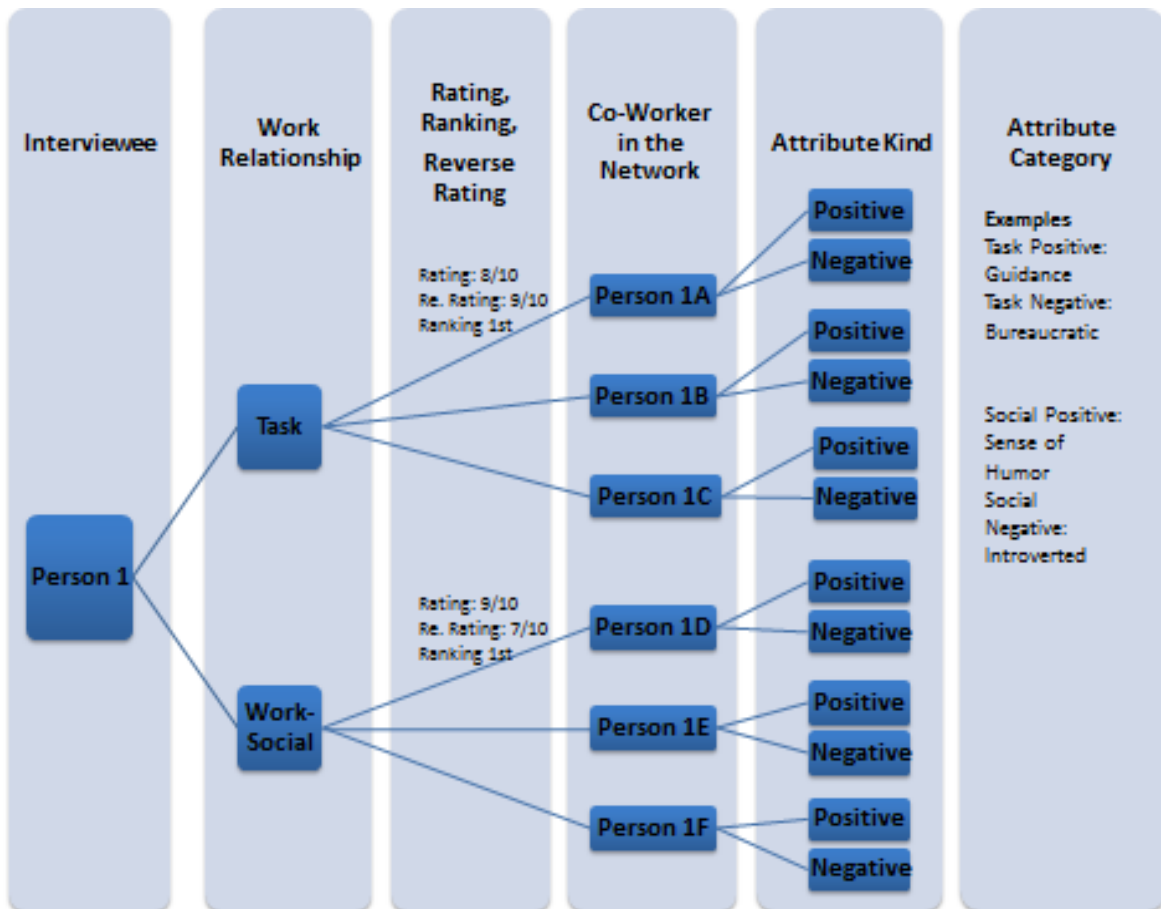 Interviewee
Work
Relationship
Rating,
Ranking,
Reverse
Rating
Co-Worker
in the
Network
Attribute Kind
Attribute
Category
Person 1
Task
Work-
Social
Rating: 8/10
Re. Rating: 9/10
Ranking 1st
Rating: 9/10
Re. Rating: 7/10
Ranking 1st
Person 1A
Person 1B
Person 1C
Person 1D
Person 1E
Person 1F
Positive
Negative
Positive
Negative
Positive
Negative
Positive
Negative
Positive
Negative
Positive
Negative
Examples
Task Positive:
Guidance
Task Negative:
Bureaucratic
Social Positive:
Sense of
Humor
Social
Negative:
Introverted